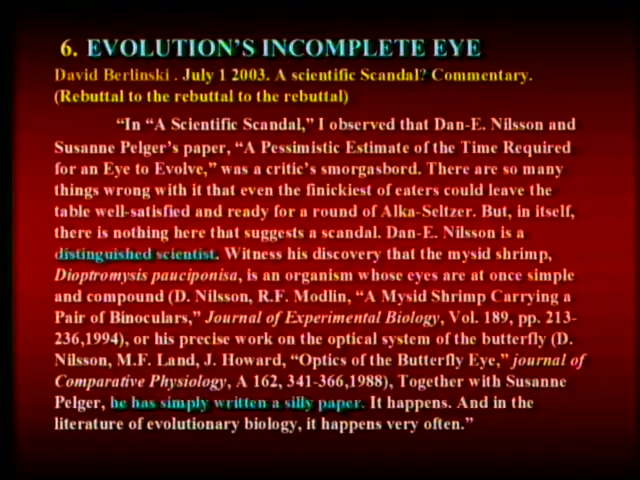 6. EVOLUTION'S INCOMPLETE EYE
David Berlinski . July 1 2003. A scientific Scandal? Commentary.
(Rebuttal to the rebuttal to the rebuttal)
"In "A Scientific Scandal," I observed that Dan-E. Nilsson and
Susanne Pelger's paper, "A Pessimistic Estimate of the Time Required
for an Eye to Evolve," was a critic's smorgasbord. There are so many
things wrong with it that even the finickiest of eaters could leave the
table well-satisfied and ready for a round of Alka-Seltzer. But, in itself,
there is nothing here that suggests a scandal. Dan-E. Nilsson is a
distinguished scientist. Witness his discovery that the mysid shrimp,
Dioptromysis pauciponisa, is an organism whose eyes are at once simple
and compound (D. Nilsson, R.F. Modlin, "A Mysid Shrimp Carrying a
Pair of Binoculars," Journal of Experimental Biology, Vol. 189, pp. 213-
236,1994), or his precise work on the optical system of the butterfly (D.
Nilsson, M.F. Land, J. Howard, "Optics of the Butterfly Eye," journal of
Comparative Physiology, A 162, 341-366,1988), Together with Susanne
Pelger, he has simply written a silly paper. It happens. And in the
literature of evolutionary biology, it happens very often."